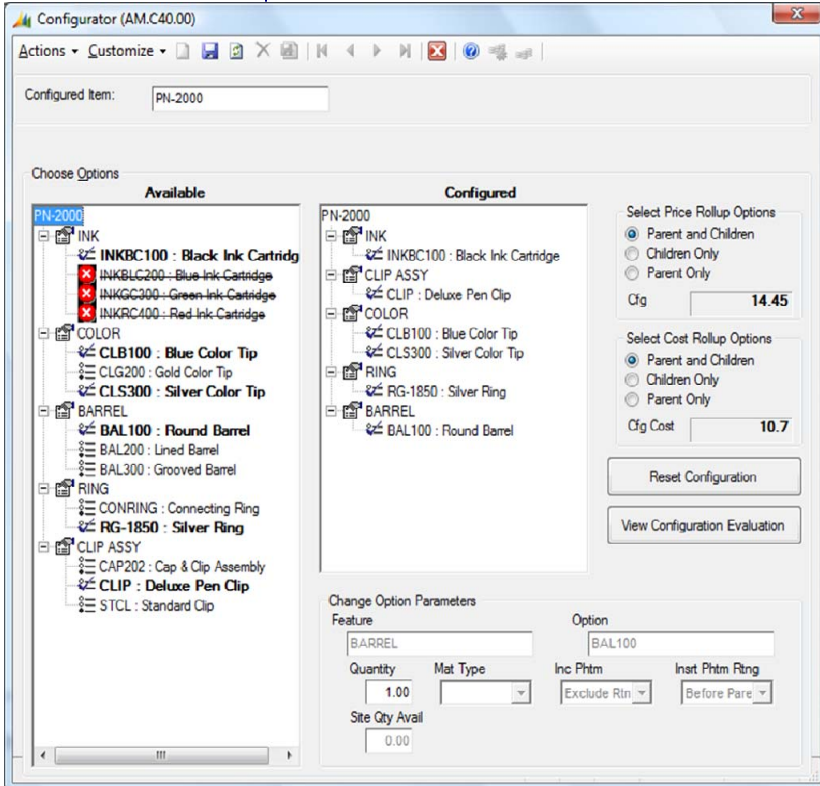 Configurator (AM.C40.00)
Actions Customize
Configured Item: PN-2000
Choose Options
Available
PN-2000
INK
INKBC100 : Black Ink Cartridg
INKBLC200 : Blue Ink Cartridge
INKGC300 : Green Ink Cartridge
INKRC400 : Red Ink Cartridge
COLOR
CLB100 : Blue Color Tip
CLG200 : Gold Color Tip
CLS300 : Silver Color Tip
BARREL
BAL100 : Round Barrel
BAL200 : Lined Barrel
BAL300 : Grooved Barrel
RING
CONRING : Connecting Ring
RG-1850 : Silver Ring
CLIP ASSY
CAP202 : Cap & Clip Assembly
CLIP : Deluxe Pen Clip
STCL : Standard Clip
Configured
PN-2000
INK
INKBC100 : Black Ink Cartridge
CLIP ASSY
CLIP : Deluxe Pen Clip
COLOR
CLB100 : Blue Color Tip
CLS300 : Silver Color Tip
RING
RG-1850 : Silver Ring
BARREL
BAL100 : Round Barrel
Select Price Rollup Options
Parent and Children
Children Only
Parent Only
Cfg 14.45
Select Cost Rollup Options
Parent and Children
Children Only
Parent Only
Cfg Cost 10.7
Reset Configuration
View Configuration Evaluation
Change Option Parameters
Feature Option
BARREL BAL100
Quantity Mat Type Inc Phtm Insrt Phtm Rtng
1.00 Exclude Rtn Before Pare
Site Qty Avail
0.00